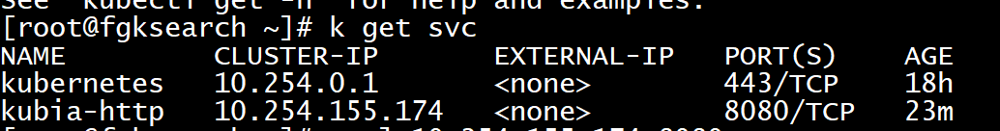 See 'kubectl get -h' for help and examples.
[root@fgksearch ~]# k get svc
NAME CLUSTER-IP EXTERNAL-IP PORT(S) AGE
kubernetes 10.254.0.1 <none> 443/TCP 18h
kubia-http 10.254.155.174 <none> 8080/TCP 23m